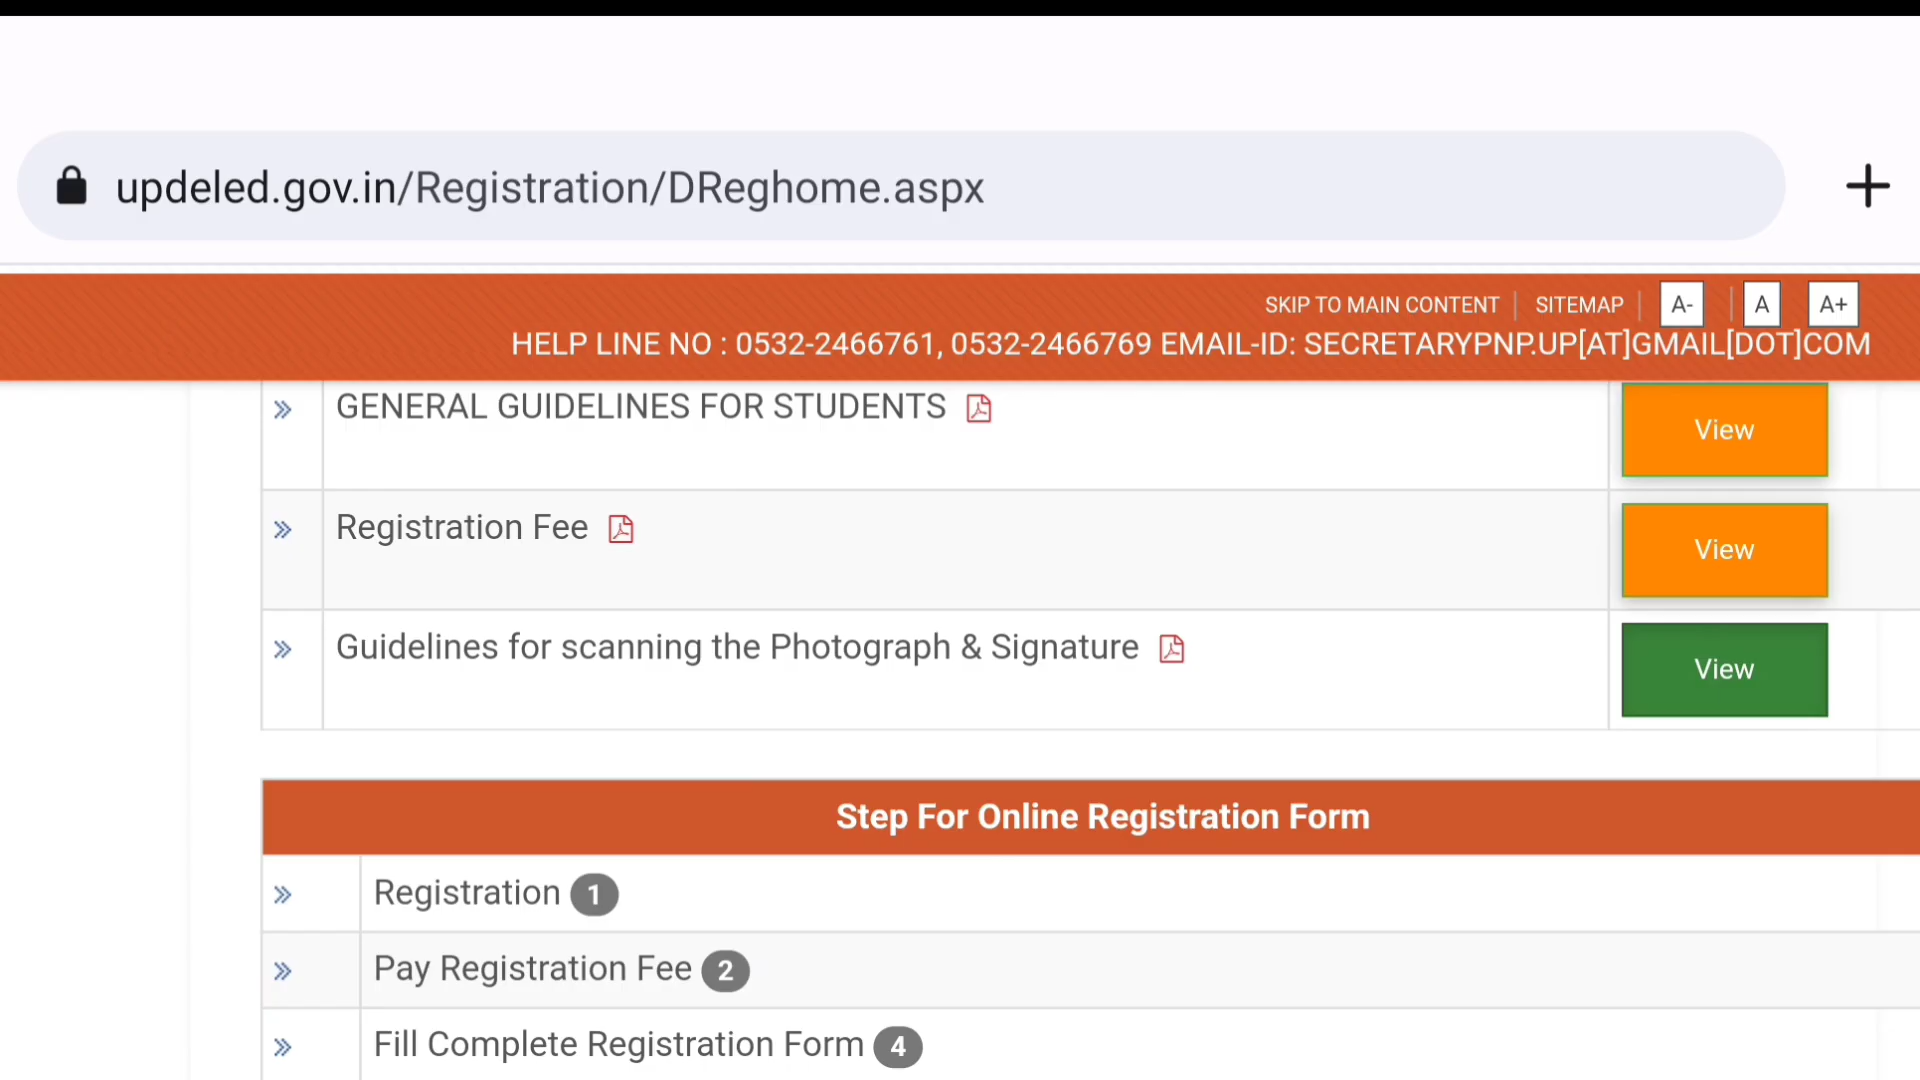 updeled.gov.in/Registration/DReghome.aspx
SKIP TO MAIN CONTENT SITEMAP A- A A+
HELP LINE NO : 0532-2466761, 0532-2466769 EMAIL-ID: SECRETARYPNP.UP[AT]GMAIL[DOT]COM
GENERAL GUIDELINES FOR STUDENTS View
Registration Fee View
Guidelines for scanning the Photograph & Signature View
Step For Online Registration Form
Registration 1
Pay Registration Fee 2
Fill Complete Registration Form 4